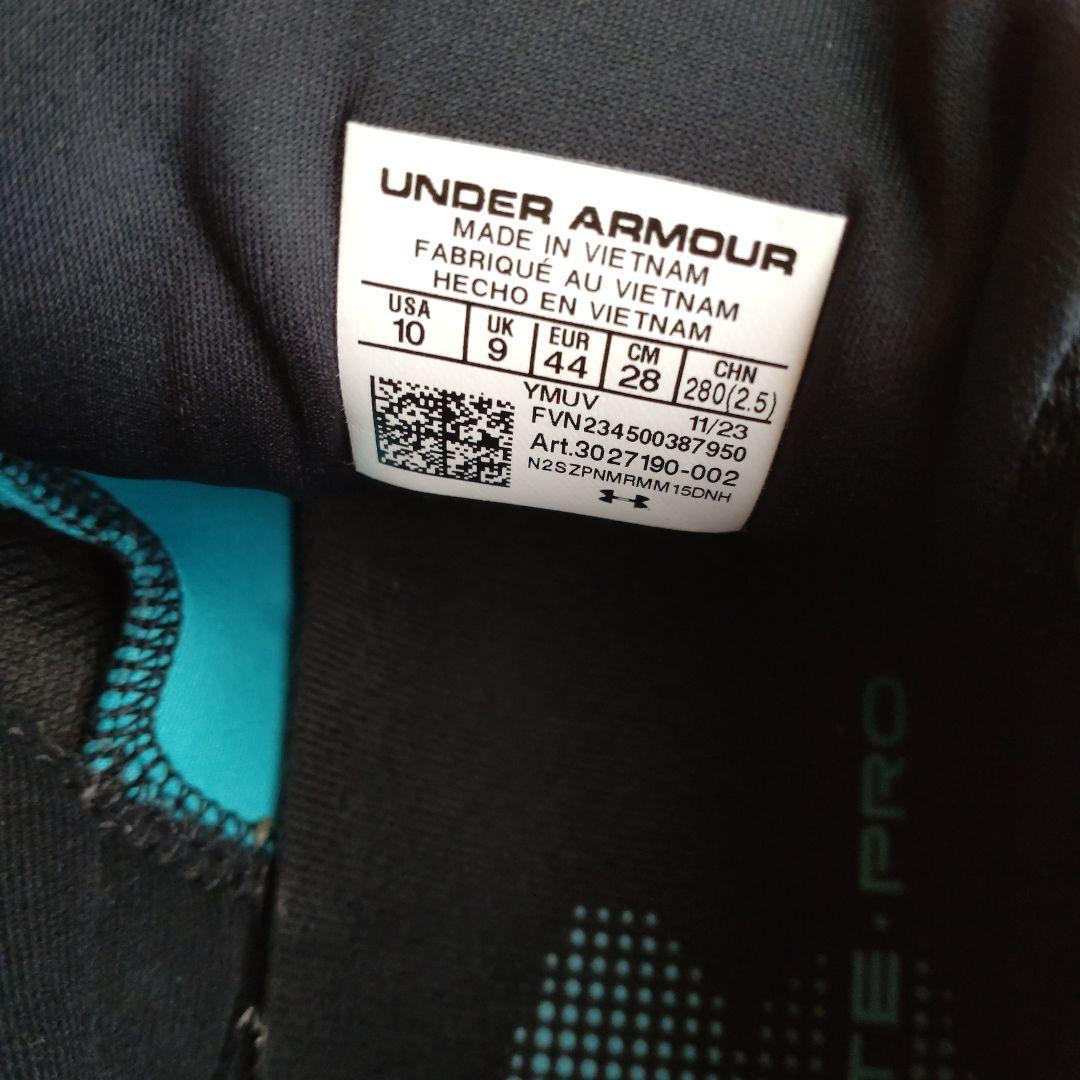 UNDER ARMOUR
MADE IN VIETNAM
FABRIQUÉ AU VIETNAM
HECHO EN VIETNAM
USA UK EUR CM CHN
10 9 44 28 280(2.5)
YMUV 11/23
FVN234500387950
Art.3027190-002
N2SZPNMRMM15DNH
TE·PRO